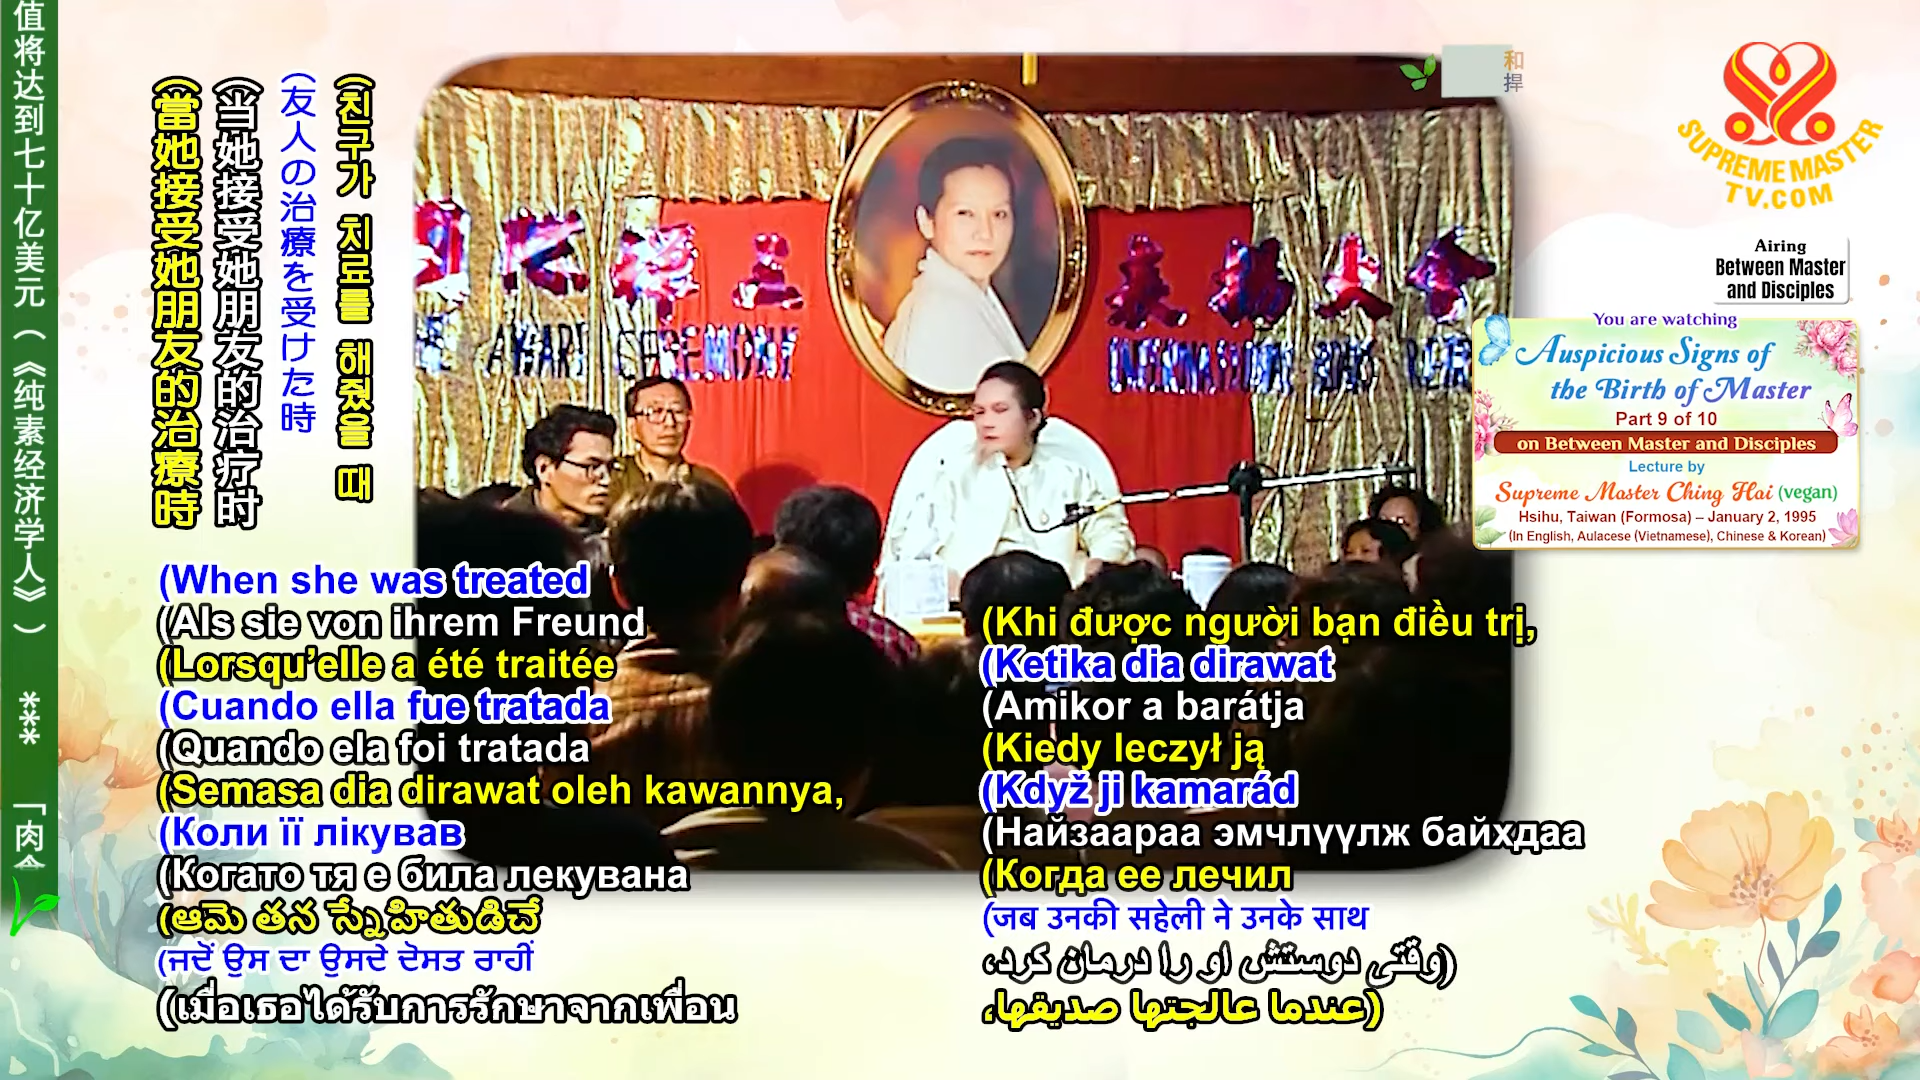 值将达到七十亿美元（《纯素经济学人》） *** 「肉
(친구가 치료를 해줬을 때
(友人の治療を受けた時
(当她接受她朋友的治疗时
(當她接受她朋友的治療時
和
捍
SUPREME MASTER
TV.COM
Airing
Between Master
and Disciples
You are watching
Auspicious Signs of
the Birth of Master
Part 9 of 10
on Between Master and Disciples
Lecture by
Supreme Master Ching Hai (vegan)
Hsihu, Taiwan (Formosa) – January 2, 1995
(In English, Aulacese (Vietnamese), Chinese & Korean)
(When she was treated
(Als sie von ihrem Freund
(Lorsqu’elle a été traitée
(Cuando ella fue tratada
(Quando ela foi tratada
(Semasa dia dirawat oleh kawannya,
(Коли її лікував
(Когато тя е била лекувана
(ఆమె తన స్నేహితుడిచే
(ਜਦੋਂ ਉਸ ਦਾ ਉਸਦੇ ਦੋਸਤ ਰਾਹੀਂ
(เมื่อเธอได้รับการรักษาจากเพื่อน
(Khi được người bạn điều trị,
(Ketika dia dirawat
(Amikor a barátja
(Kiedy leczył ją
(Když ji kamarád
(Найзаараа эмчлүүлж байхдаа
(Когда ее лечил
(जब उनकी सहेली ने उनके साथ
(وقتی دوستش او را درمان کرد،
(عندما عالجتها صديقها،